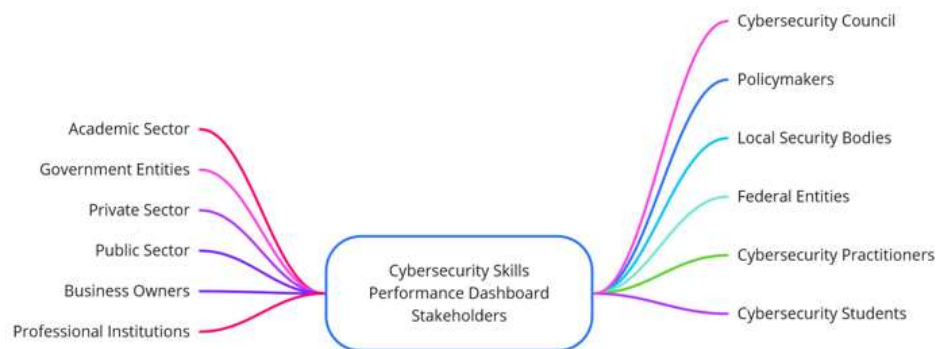 Academic Sector
Government Entities
Private Sector
Public Sector
Business Owners
Professional Institutions
Cybersecurity Skills
Performance Dashboard
Stakeholders
Cybersecurity Council
Policymakers
Local Security Bodies
Federal Entities
Cybersecurity Practitioners
Cybersecurity Students